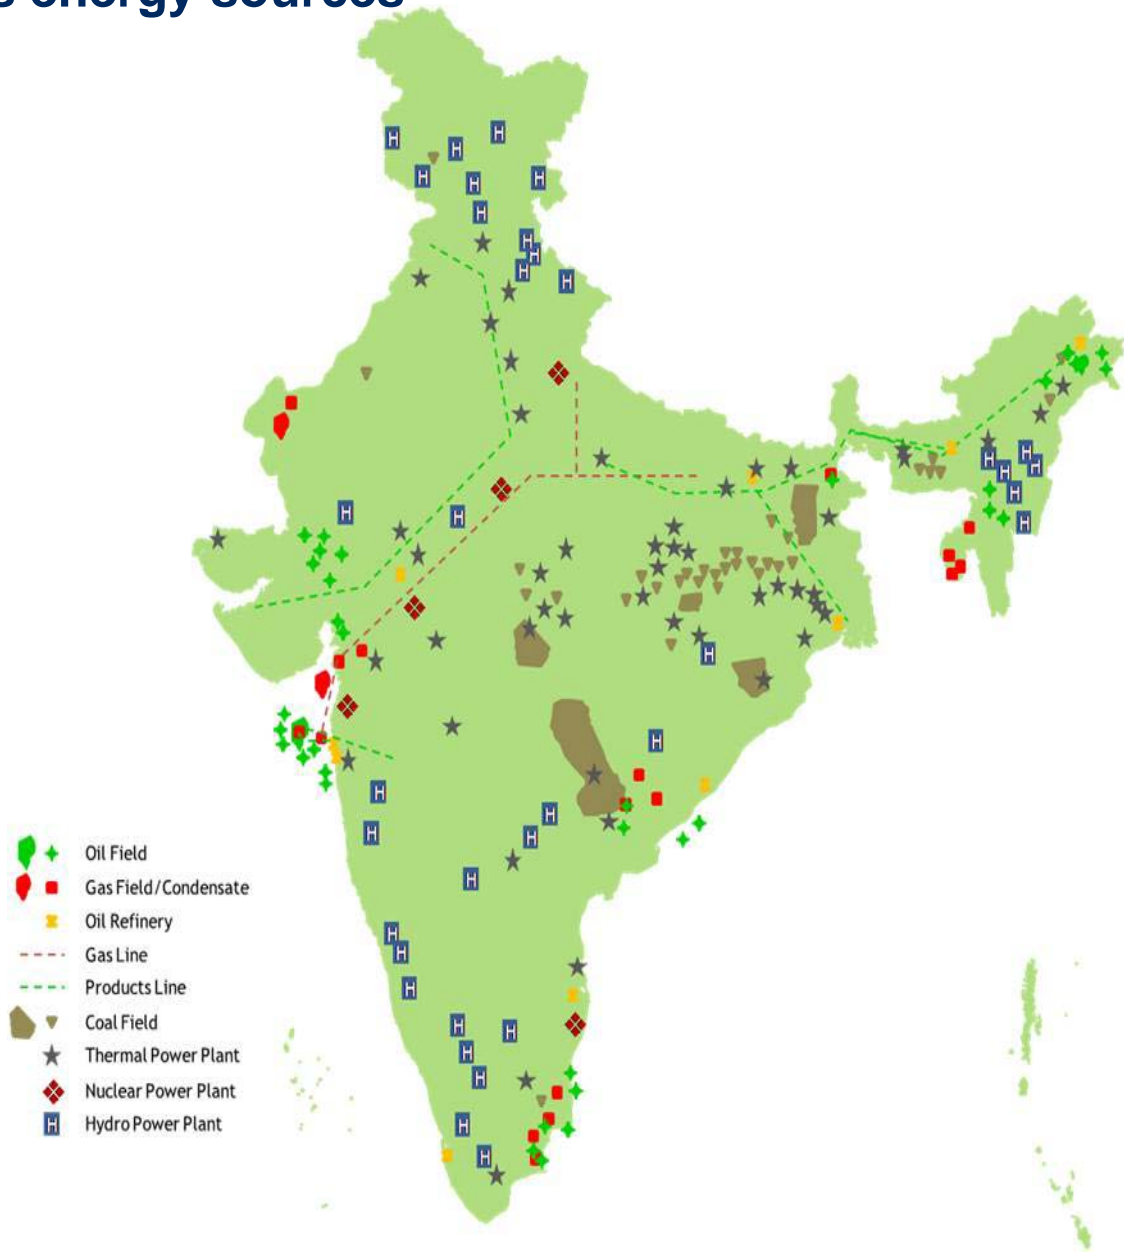 s energy sources
Oil Field
Gas Field/Condensate
Oil Refinery
Gas Line
Products Line
Coal Field
Thermal Power Plant
Nuclear Power Plant
Hydro Power Plant